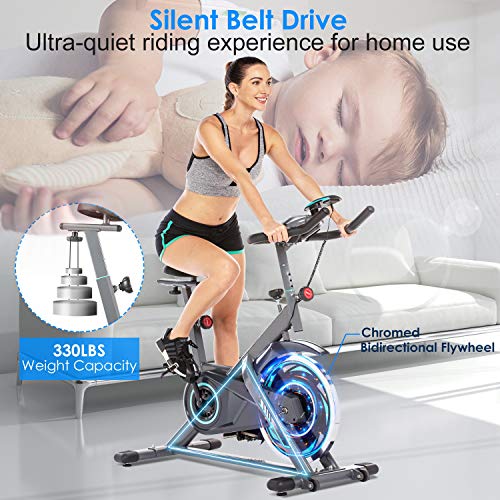 Silent Belt Drive
Ultra-quiet riding experience for home use
330LBS
Weight Capacity
Chromed
Bidirectional Flywheel